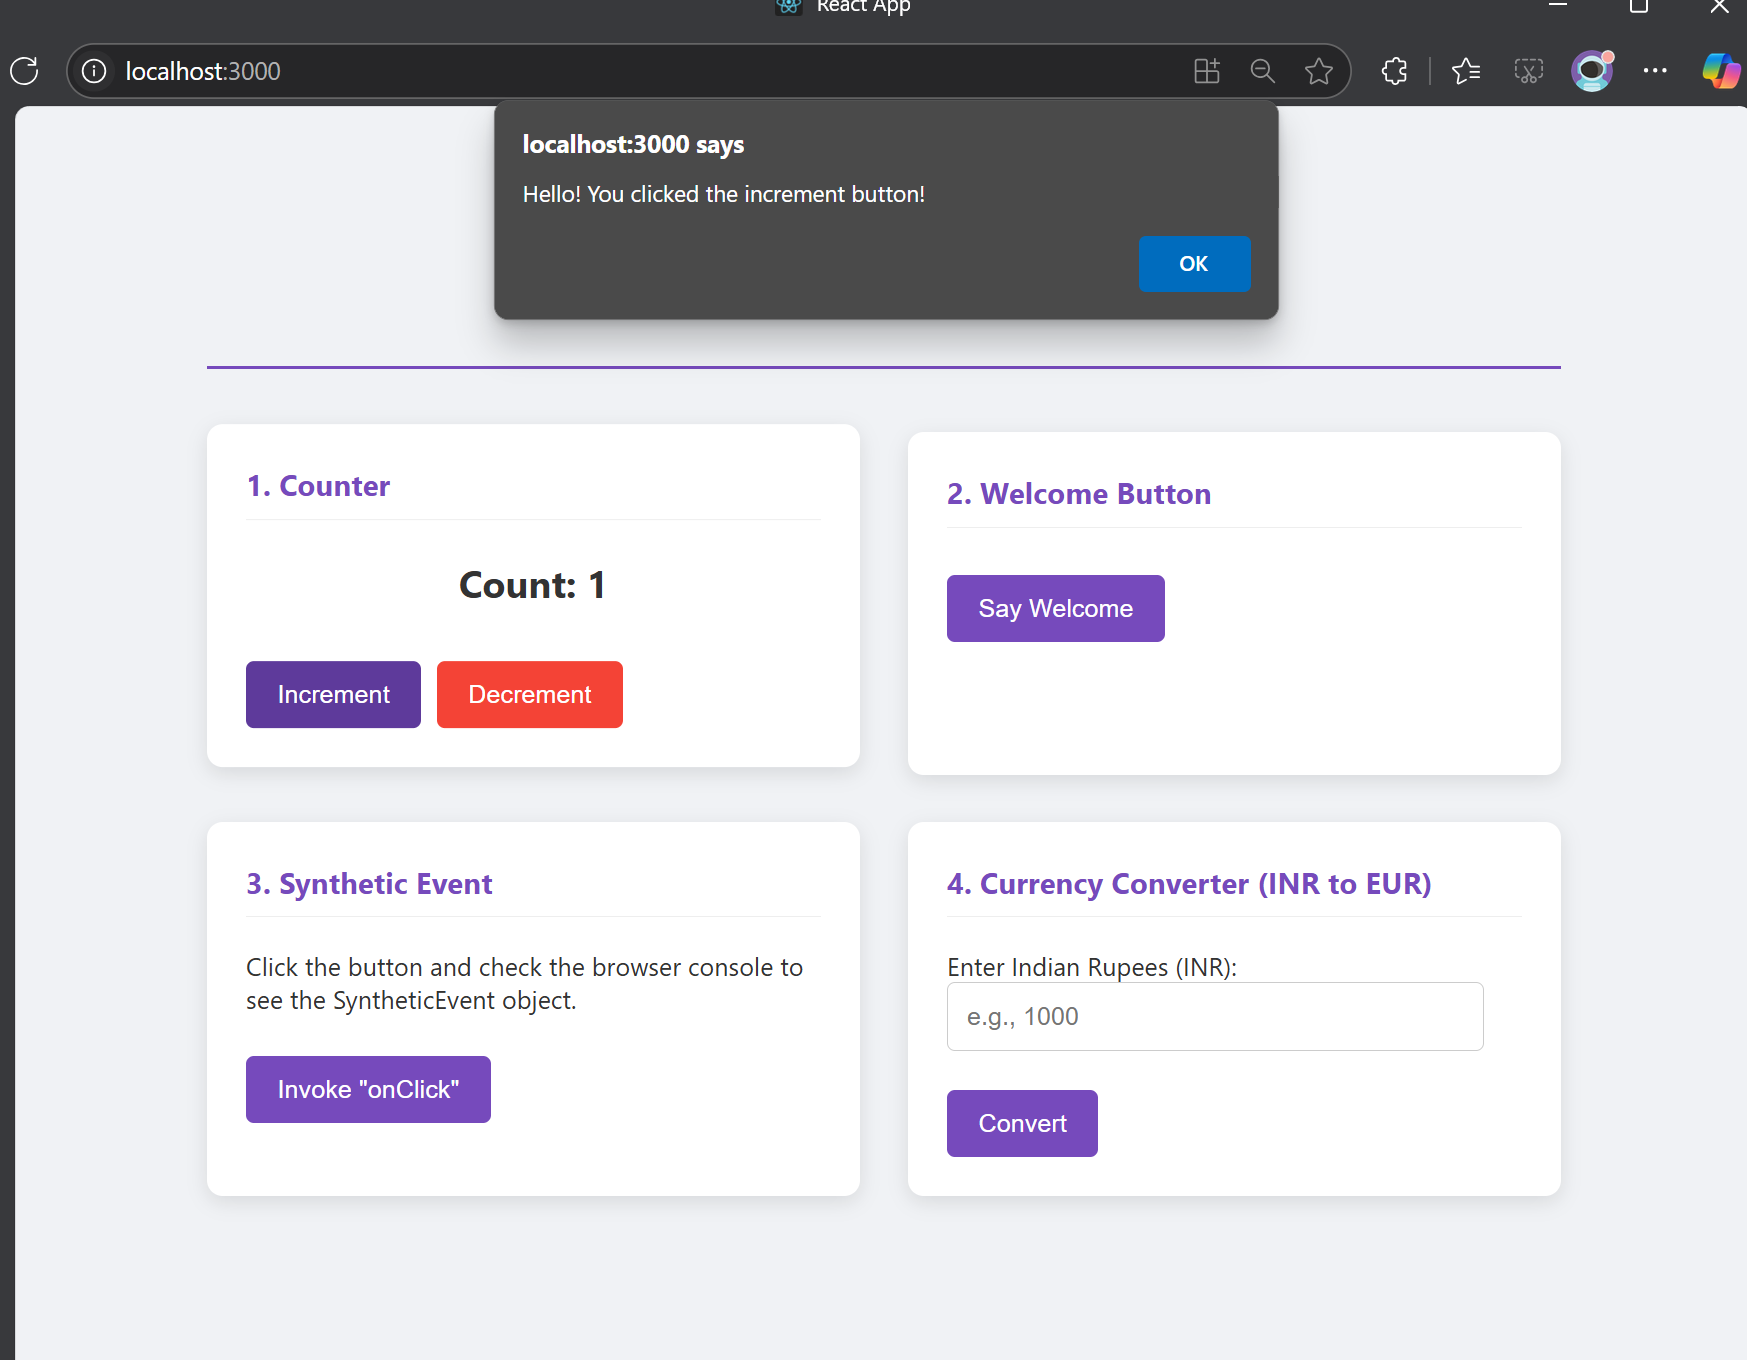 React App
localhost:3000
localhost:3000 says
Hello! You clicked the increment button!
OK
1. Counter
Count: 1
Increment
Decrement
2. Welcome Button
Say Welcome
3. Synthetic Event
Click the button and check the browser console to
see the SyntheticEvent object.
Invoke "onClick"
4. Currency Converter (INR to EUR)
Enter Indian Rupees (INR):
e.g., 1000
Convert